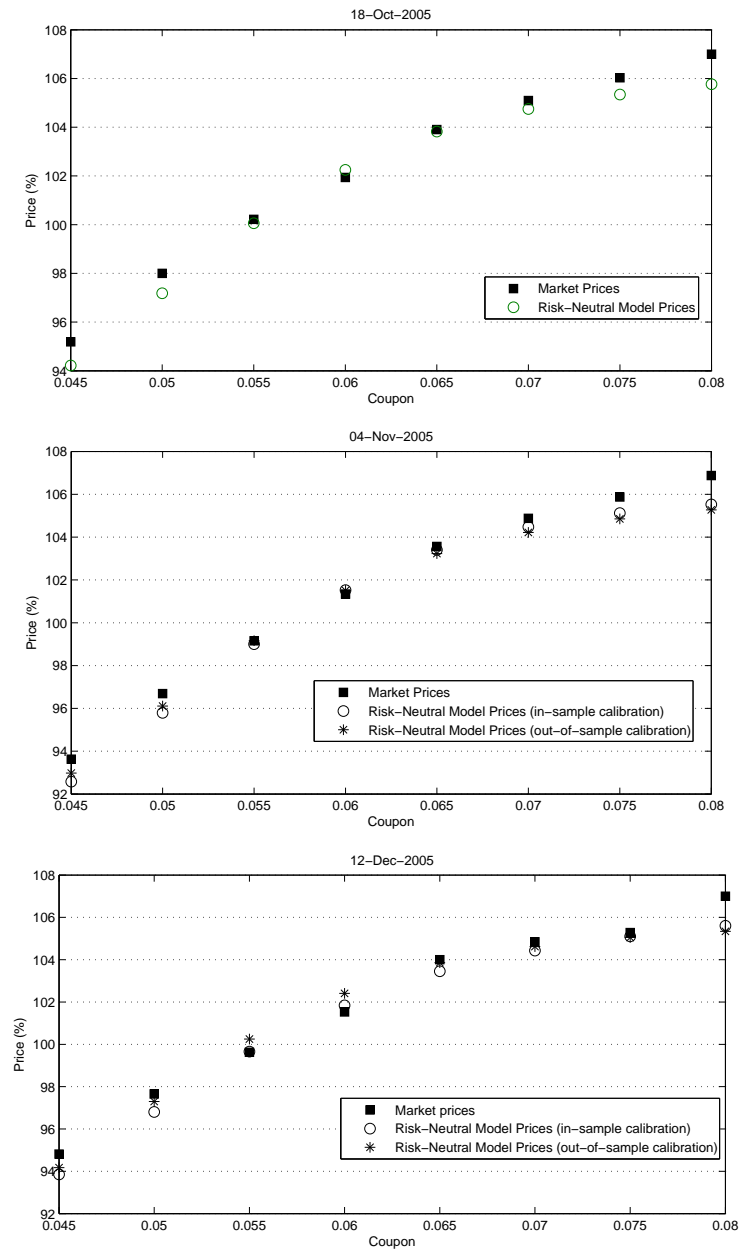 18−Oct−2005
108
106
104
102
100
98
96
94
Price (%)
0.045 0.05 0.055 0.06 0.065 0.07 0.075 0.08
Coupon
Market Prices
Risk−Neutral Model Prices
04−Nov−2005
108
106
104
102
100
98
96
94
92
Price (%)
0.045 0.05 0.055 0.06 0.065 0.07 0.075 0.08
Coupon
Market Prices
Risk−Neutral Model Prices (in−sample calibration)
Risk−Neutral Model Prices (out−of−sample calibration)
12−Dec−2005
108
106
104
102
100
98
96
94
92
Price (%)
0.045 0.05 0.055 0.06 0.065 0.07 0.075 0.08
Coupon
Market prices
Risk−Neutral Model Prices (in−sample calibration)
Risk−Neutral Model Prices (out−of−sample calibration)